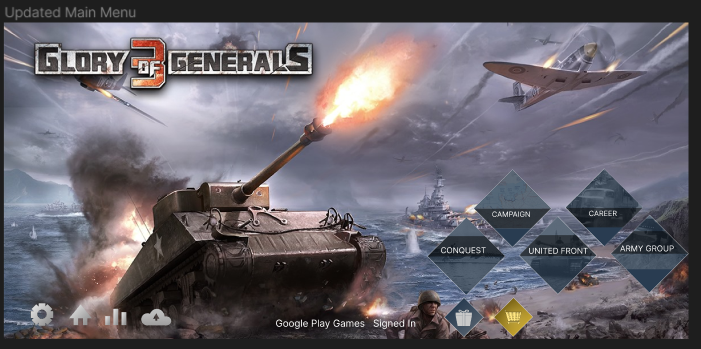 Updated Main Menu
GLORY OF GENERALS 3
CAMPAIGN
CAREER
CONQUEST
UNITED FRONT
ARMY GROUP
Google Play Games Signed In